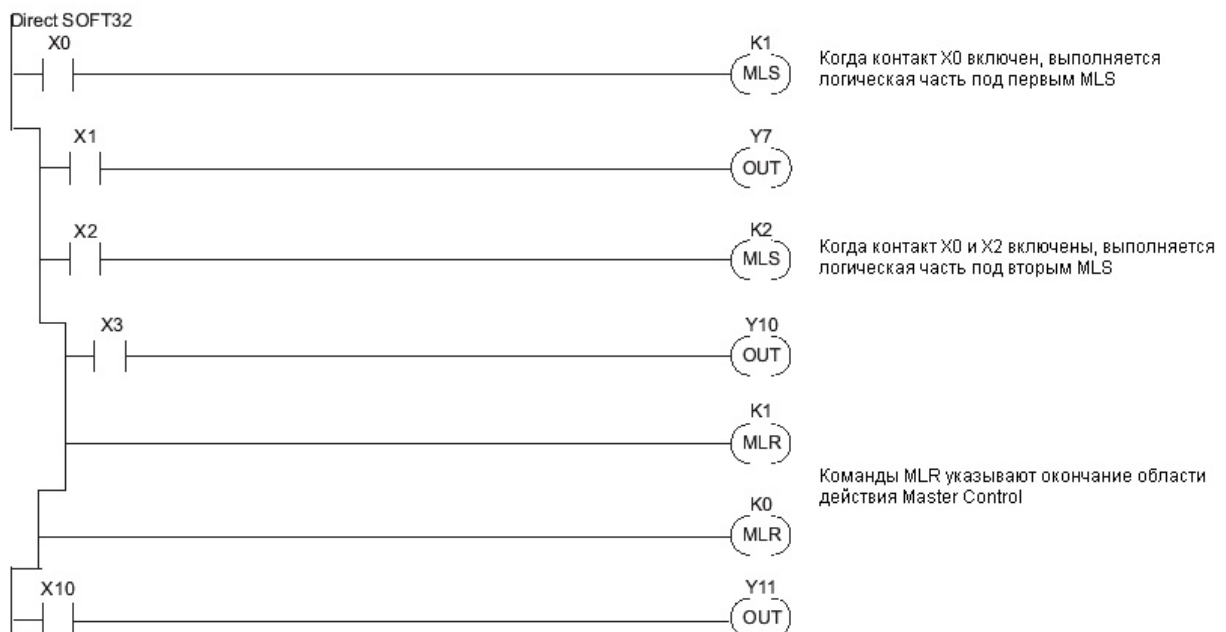 Direct SOFT32
X0
K1
MLS
Когда контакт X0 включен, выполняется
логическая часть под первым MLS
X1
Y7
OUT
X2
K2
MLS
Когда контакт X0 и X2 включены, выполняется
логическая часть под вторым MLS
X3
Y10
OUT
K1
MLR
Команды MLR указывают окончание области
действия Master Control
K0
MLR
X10
Y11
OUT